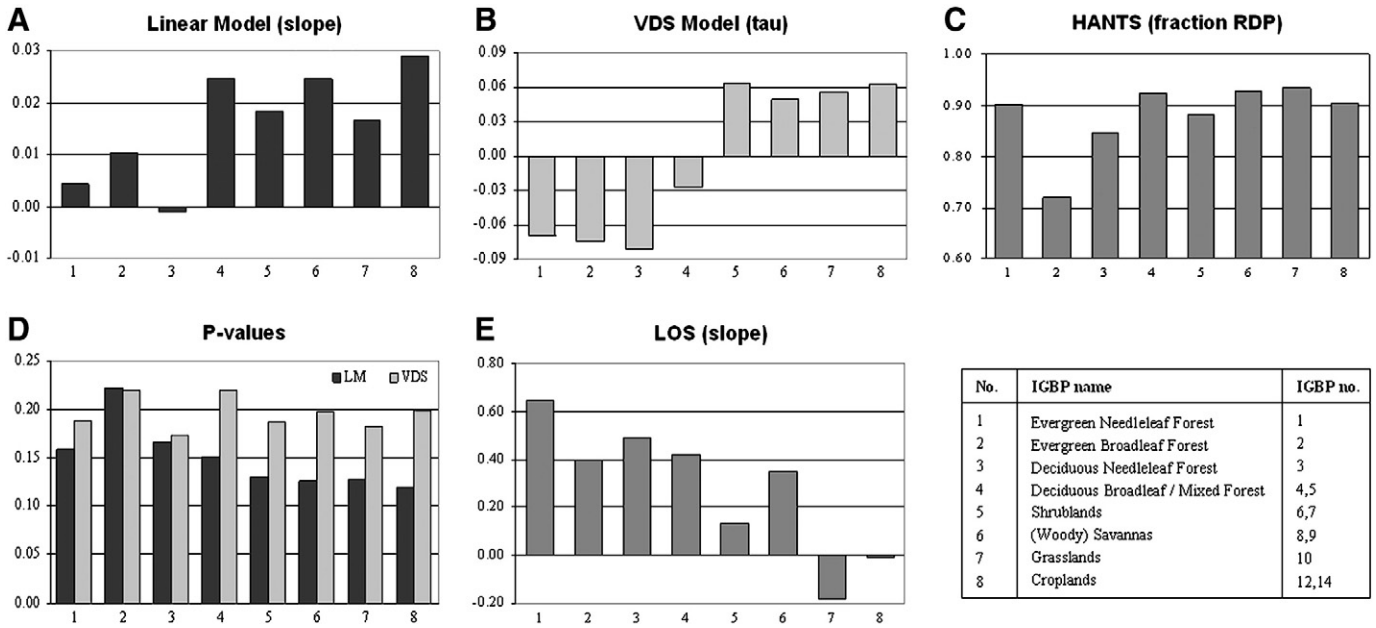 A Linear Model (slope)
0.03
0.02
0.01
0.00
-0.01
1 2 3 4 5 6 7 8
B VDS Model (tau)
0.09
0.06
0.03
0.00
-0.03
-0.06
-0.09
1 2 3 4 5 6 7 8
C HANTS (fraction RDP)
1.00
0.90
0.80
0.70
0.60
1 2 3 4 5 6 7 8
D P-values
LM VDS
0.25
0.20
0.15
0.10
0.05
0.00
1 2 3 4 5 6 7 8
E LOS (slope)
0.80
0.60
0.40
0.20
0.00
-0.20
1 2 3 4 5 6 7 8
No. IGBP name IGBP no.
1 Evergreen Needleleaf Forest 1
2 Evergreen Broadleaf Forest 2
3 Deciduous Needleleaf Forest 3
4 Deciduous Broadleaf / Mixed Forest 4,5
5 Shrublands 6,7
6 (Woody) Savannas 8,9
7 Grasslands 10
8 Croplands 12,14